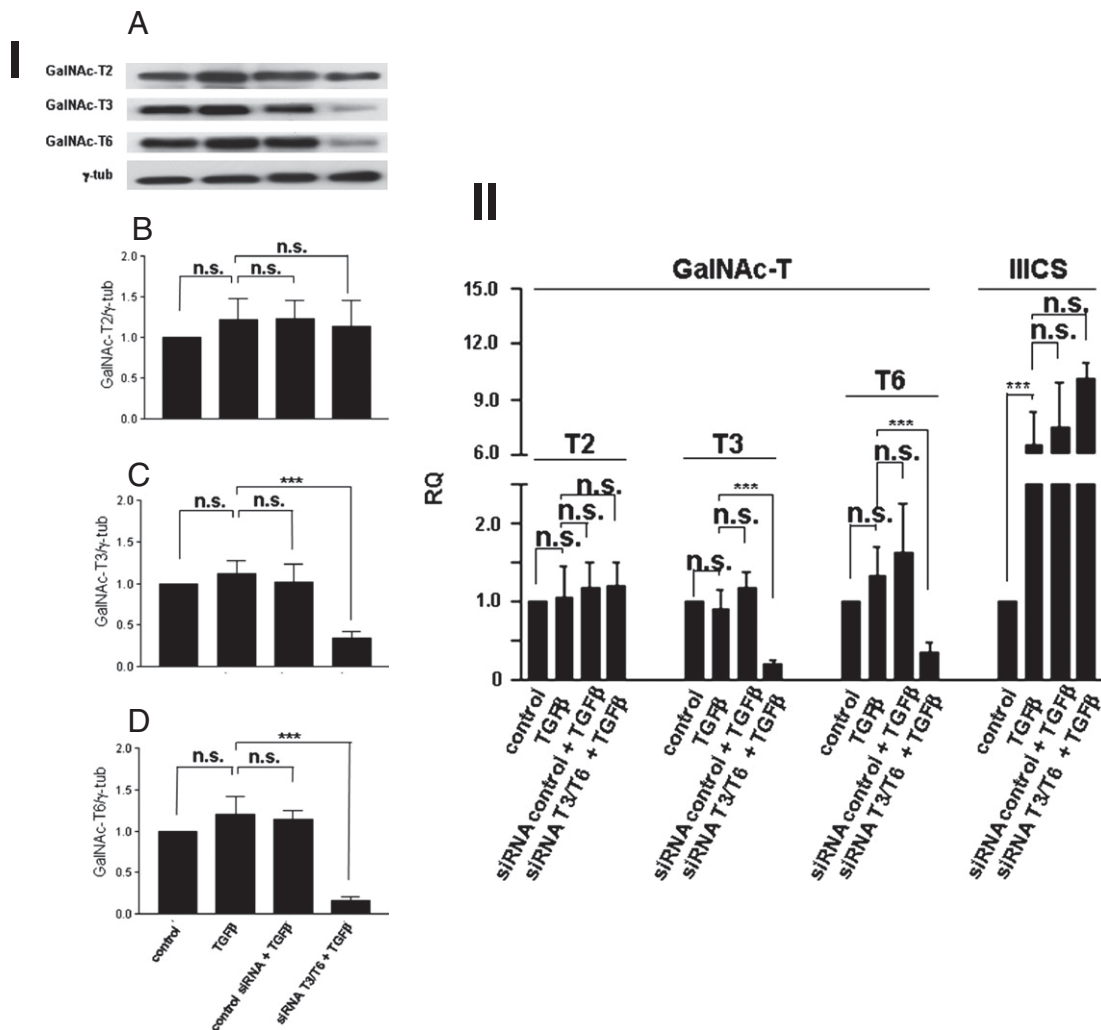 I
A
GalNAc-T2
GalNAc-T3
GalNAc-T6
γ-tub
B
GalNAc-T2/γ-tub
2.0
1.5
1.0
0.5
0.0
n.s.
n.s.
n.s.
C
GalNAc-T3/γ-tub
2.0
1.5
1.0
0.5
0.0
n.s.
n.s.
***
D
GalNAc-T6/γ-tub
2.0
1.5
1.0
0.5
0.0
n.s.
n.s.
***
control
TGFβ
control siRNA + TGFβ
siRNA T3/T6 + TGFβ
II
GalNAc-T
IIICS
RQ
15.0
12.0
9.0
6.0
2.0
1.0
0
T2
n.s.
n.s.
n.s.
T3
n.s.
n.s.
***
T6
n.s.
n.s.
***
***
n.s.
n.s.
control
TGFβ
siRNA control + TGFβ
siRNA T3/T6 + TGFβ
control
TGFβ
siRNA control + TGFβ
siRNA T3/T6 + TGFβ
control
TGFβ
siRNA control + TGFβ
siRNA T3/T6 + TGFβ
control
TGFβ
siRNA control + TGFβ
siRNA T3/T6 + TGFβ